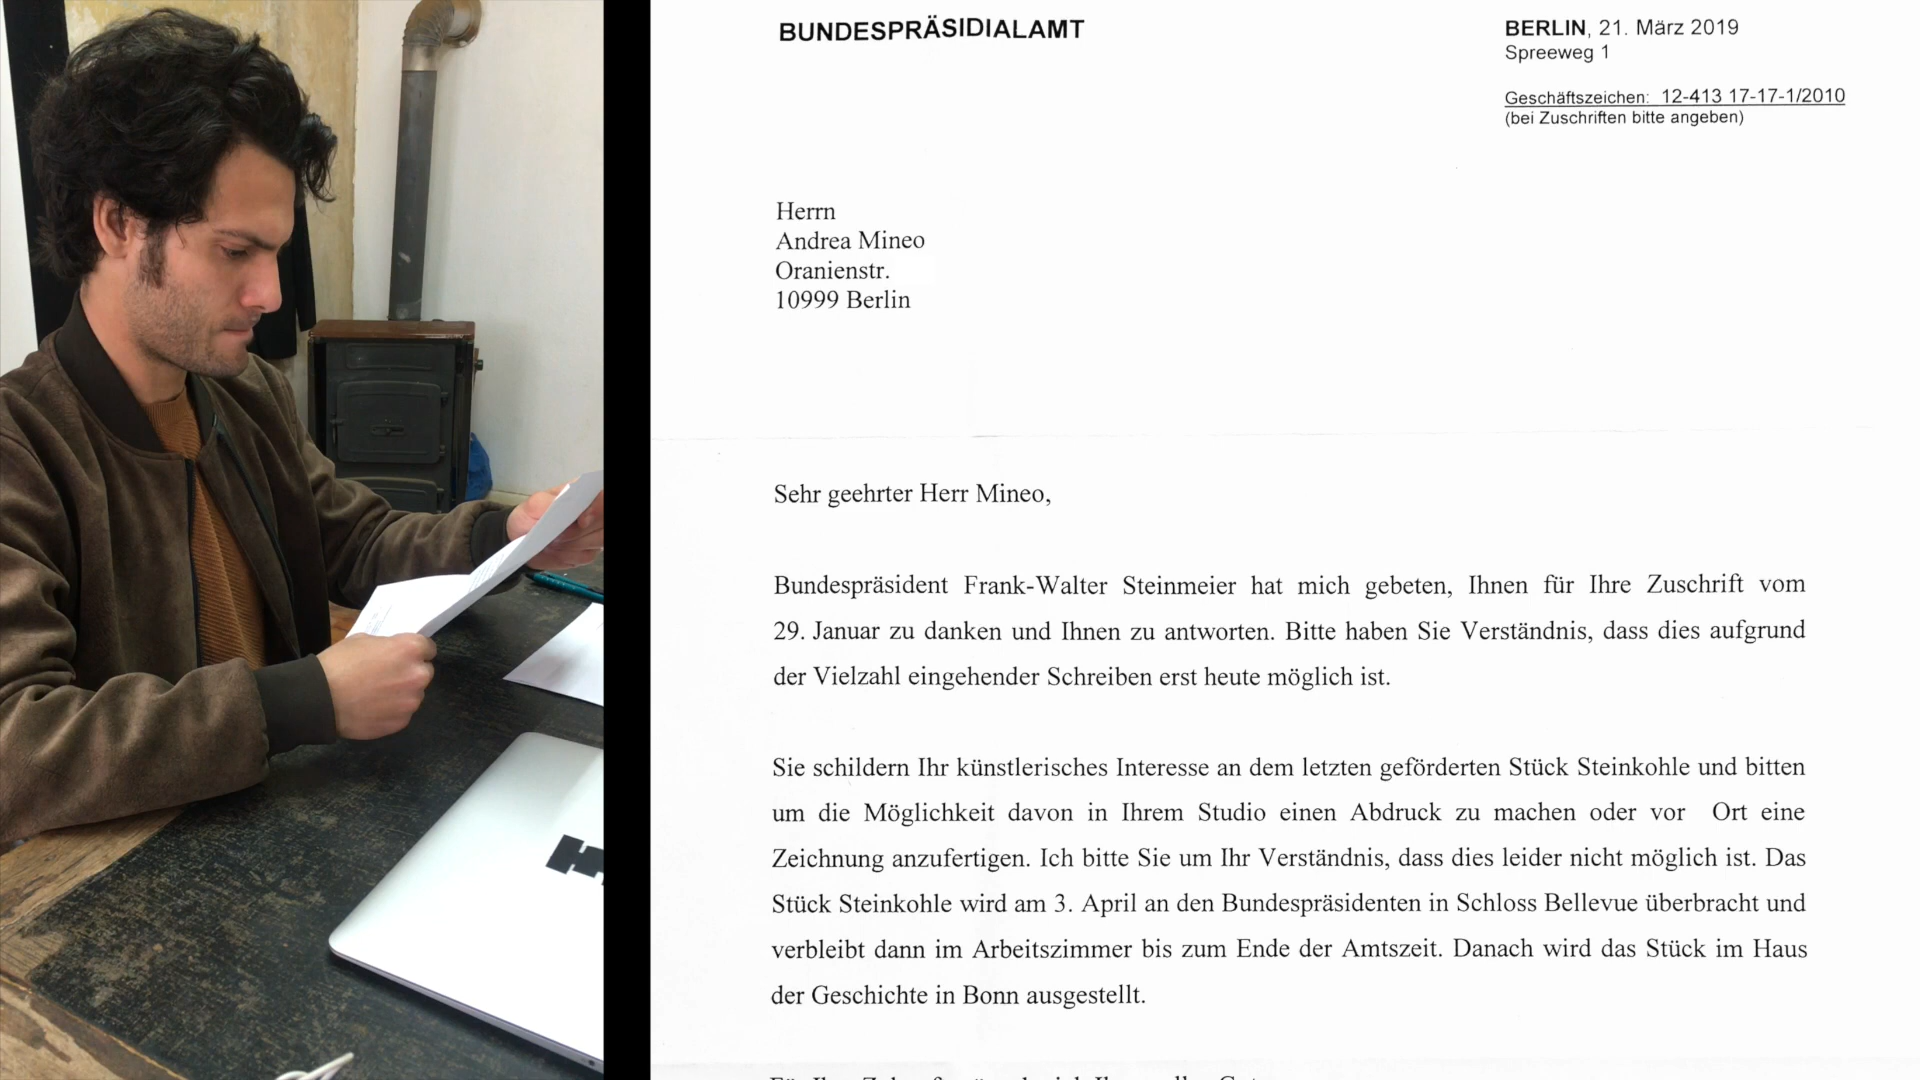 BUNDESPRÄSIDIALAMT
BERLIN, 21. März 2019
Spreeweg 1
Geschäftszeichen: 12-413 17-17-1/2010
(bei Zuschriften bitte angeben)
Herrn
Andrea Mineo
Oranienstr.
10999 Berlin
Sehr geehrter Herr Mineo,
Bundespräsident Frank-Walter Steinmeier hat mich gebeten, Ihnen für Ihre Zuschrift vom
29. Januar zu danken und Ihnen zu antworten. Bitte haben Sie Verständnis, dass dies aufgrund
der Vielzahl eingehender Schreiben erst heute möglich ist.
Sie schildern Ihr künstlerisches Interesse an dem letzten geförderten Stück Steinkohle und bitten
um die Möglichkeit davon in Ihrem Studio einen Abdruck zu machen oder vor Ort eine
Zeichnung anzufertigen. Ich bitte Sie um Ihr Verständnis, dass dies leider nicht möglich ist. Das
Stück Steinkohle wird am 3. April an den Bundespräsidenten in Schloss Bellevue überbracht und
verbleibt dann im Arbeitszimmer bis zum Ende der Amtszeit. Danach wird das Stück im Haus
der Geschichte in Bonn ausgestellt.